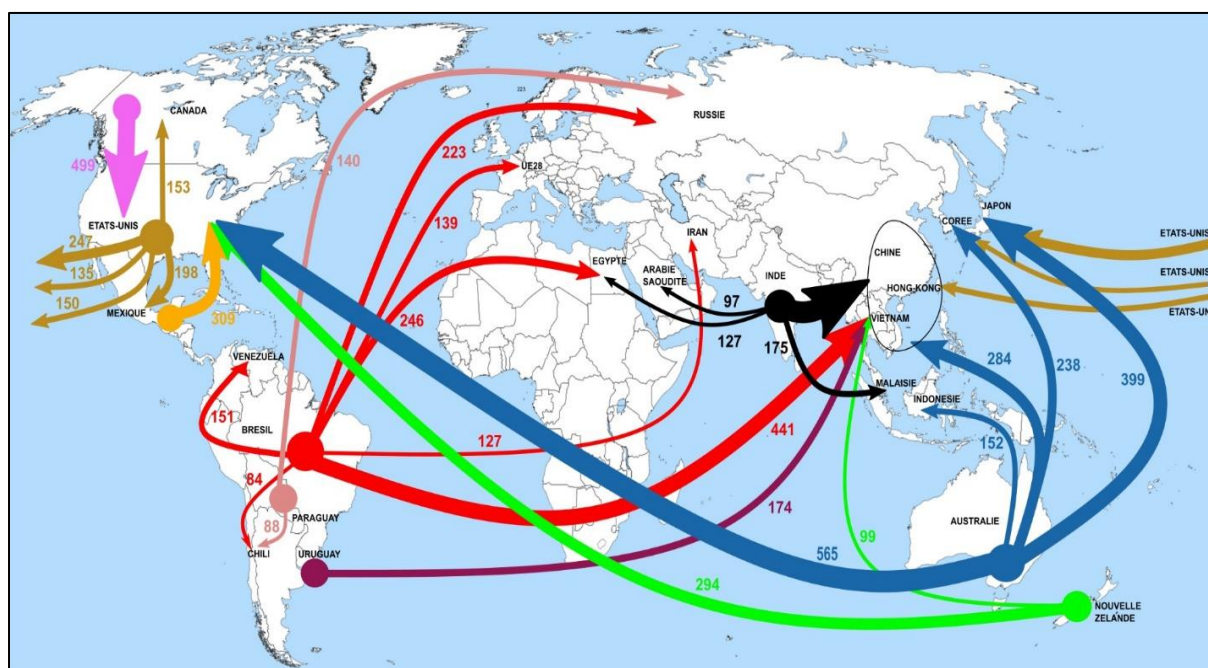 CANADA
RUSSIE
499
140
223
153
UE28
139
ETATS-UNIS
JAPON
COREE
IRAN
ETATS-UNIS
247
CHINE
EGYPTE
ARABIE
SAOUDITE
INDE
135
198
ETATS-UNIS
HONG-KONG
150
97
MEXIQUE
309
246
127
175
VIETNAM
ETATS-UNIS
VENEZUELA
284
238
399
MALAISIE
INDONESIE
151
BRESIL
441
127
152
84
PARAGUAY
174
88
AUSTRALIE
99
CHILI
URUGUAY
565
294
NOUVELLE
ZELANDE